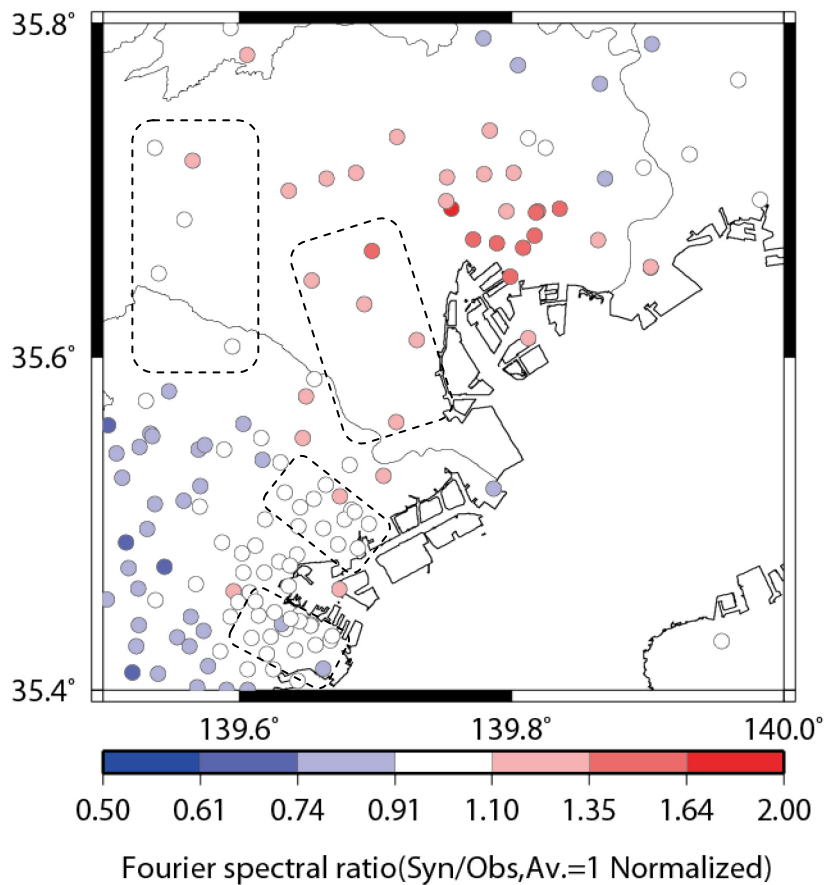 35.8°
35.6°
35.4°
139.6° 139.8° 140.0°
0.50 0.61 0.74 0.91 1.10 1.35 1.64 2.00
Fourier spectral ratio(Syn/Obs,Av.=1 Normalized)